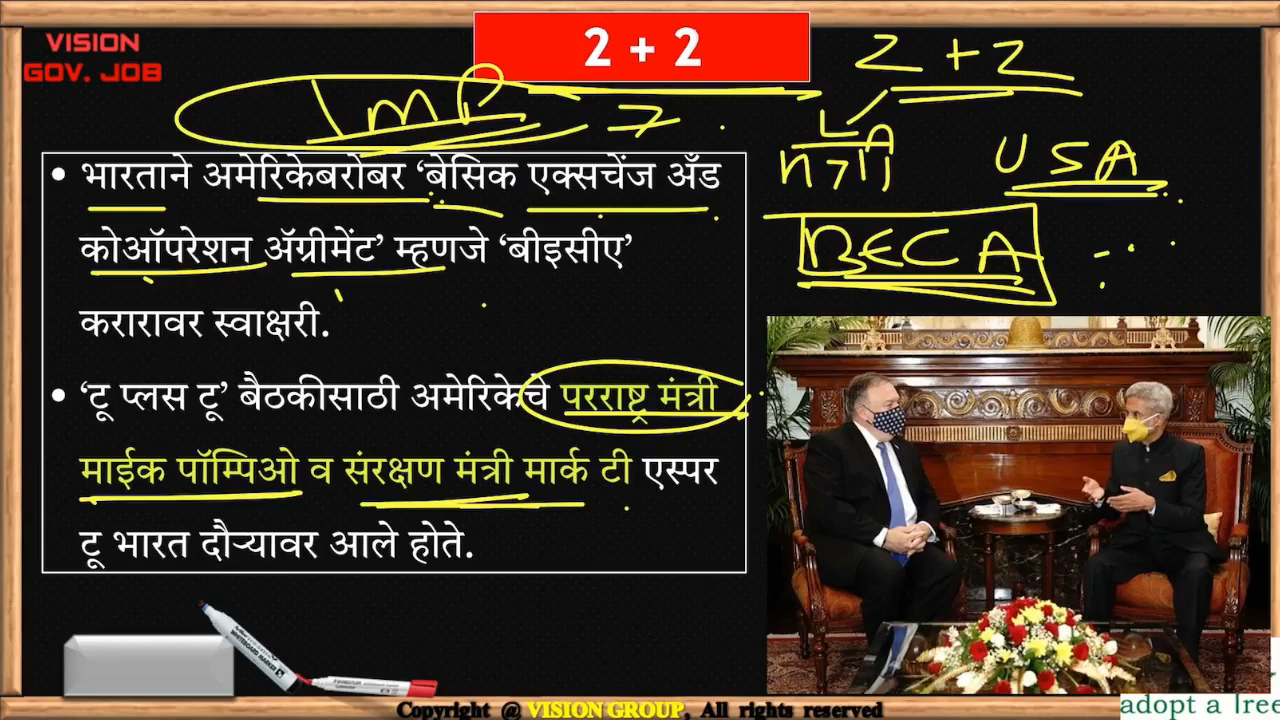 VISION
GOV. JOB
2 + 2
2 + 2
IMP
USA
BECA
• भारताने अमेरिकेबरोबर ‘बेसिक एक्सचेंज अँड
कोऑपरेशन ॲग्रीमेंट’ म्हणजे ‘बीइसीए’
करारावर स्वाक्षरी.
• ‘टू प्लस टू’ बैठकीसाठी अमेरिकेचे परराष्ट्र मंत्री
माईक पॉम्पिओ व संरक्षण मंत्री मार्क टी एस्पर
टू भारत दौऱ्यावर आले होते.
Copyright @ VISION GROUP, All rights reserved
adopt a